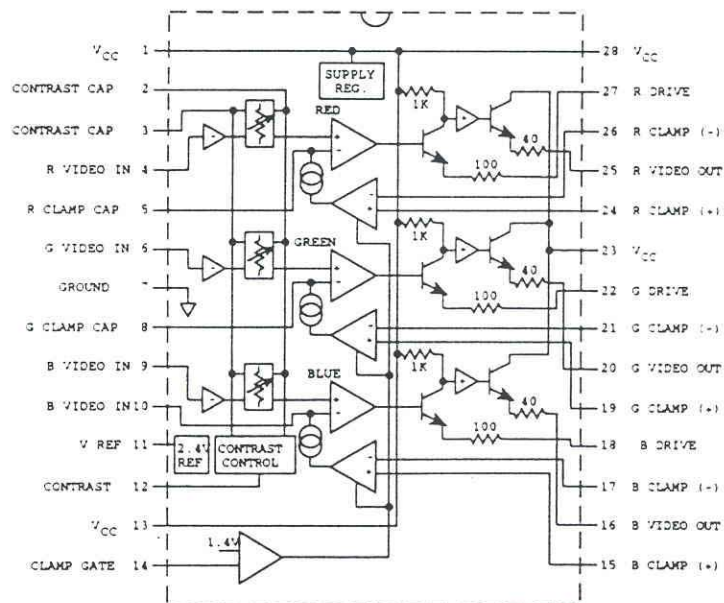 V_CC 1
28 V_CC
SUPPLY
REG.
CONTRAST CAP 2
27 R DRIVE
RED
1K
CONTRAST CAP 3
26 R CLAMP (-)
40
R VIDEO IN 4
100
25 R VIDEO OUT
R CLAMP CAP 5
24 R CLAMP (+)
1K
G VIDEO IN 6
GREEN
23 V_CC
40
GROUND 7
100
22 G DRIVE
G CLAMP CAP 8
21 G CLAMP (-)
B VIDEO IN 9
BLUE
1K
20 G VIDEO OUT
40
B VIDEO IN 10
19 G CLAMP (+)
100
V REF 11
2.4V
REF
CONTRAST
CONTROL
18 B DRIVE
CONTRAST 12
17 B CLAMP (-)
V_CC 13
16 B VIDEO OUT
1.4V
CLAMP GATE 14
15 B CLAMP (+)